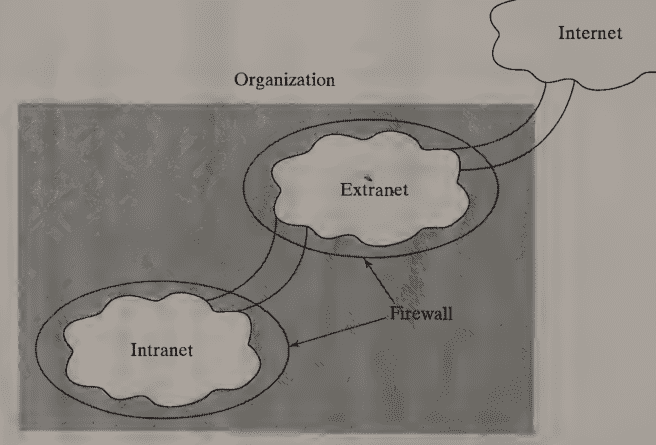 Internet
Organization
Extranet
Firewall
Intranet